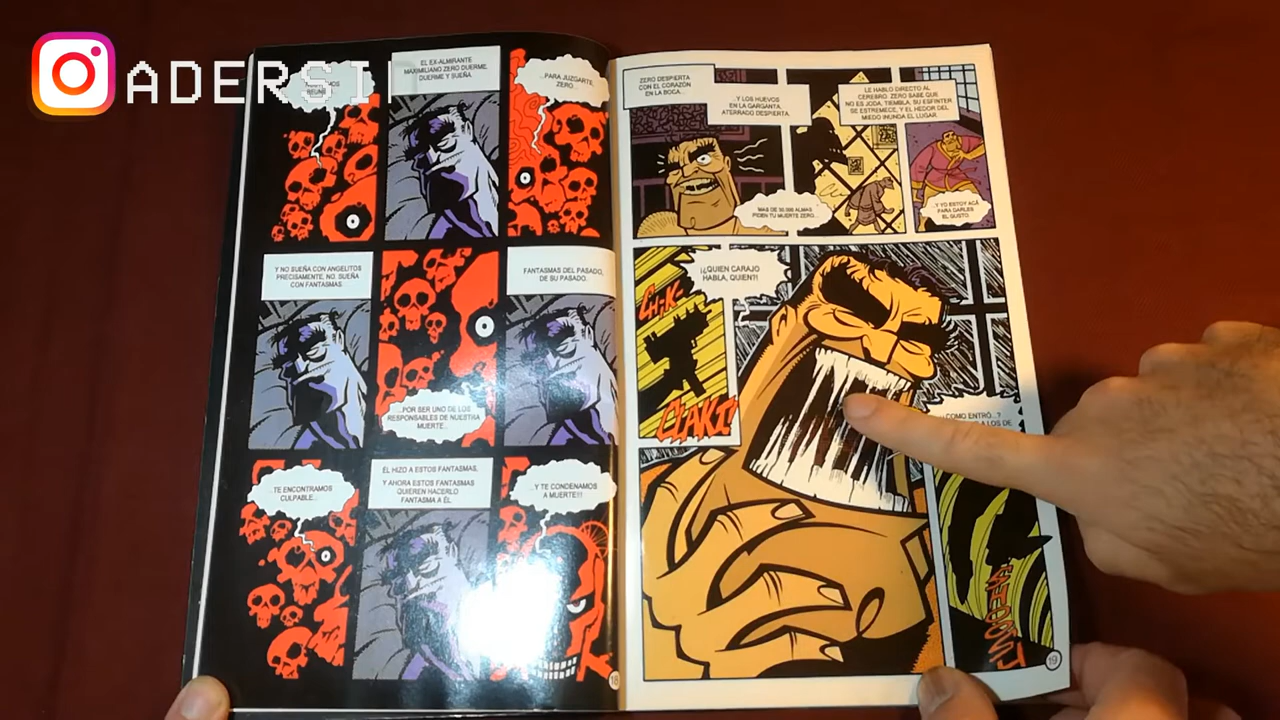 ADERSI
EL EX-ALMIRANTE
MAXIMILIANO ZERO DUERME,
DUERME Y SUEÑA.
...PARA JUZGARTE,
ZERO...
Y NO SUEÑA CON ANGELITOS
PRECISAMENTE, NO. SUEÑA
CON FANTASMAS.
...POR SER UNO DE LOS
RESPONSABLES DE NUESTRA
MUERTE...
FANTASMAS DEL PASADO,
DE SU PASADO.
...TE ENCONTRAMOS
CULPABLE...
ÉL HIZO A ESTOS FANTASMAS,
Y AHORA ESTOS FANTASMAS
QUIEREN HACERLO
FANTASMA A ÉL.
...Y TE CONDENAMOS
A MUERTE!!!
18
ZERO DESPIERTA
CON EL CORAZÓN
EN LA BOCA...
...Y LOS HUEVOS
EN LA GARGANTA,
ATERRADO DESPIERTA.
MAS DE 30.000 ALMAS
PIDEN TU MUERTE ZERO...
LE HABLO DIRECTO AL
CEREBRO. ZERO SABE QUE
NO ES JODA, TIEMBLA, SU ESFINTER
SE ESTREMECE, Y EL HEDOR DEL
MIEDO INUNDA EL LUGAR.
...Y YO ESTOY ACÁ
PARA DARLES
EL GUSTO.
CHIK-
CLAKI!
¡¿QUIEN CARAJO
HABLA, QUIEN?!
COMO ENTRÓ...?
A LOS DE
19